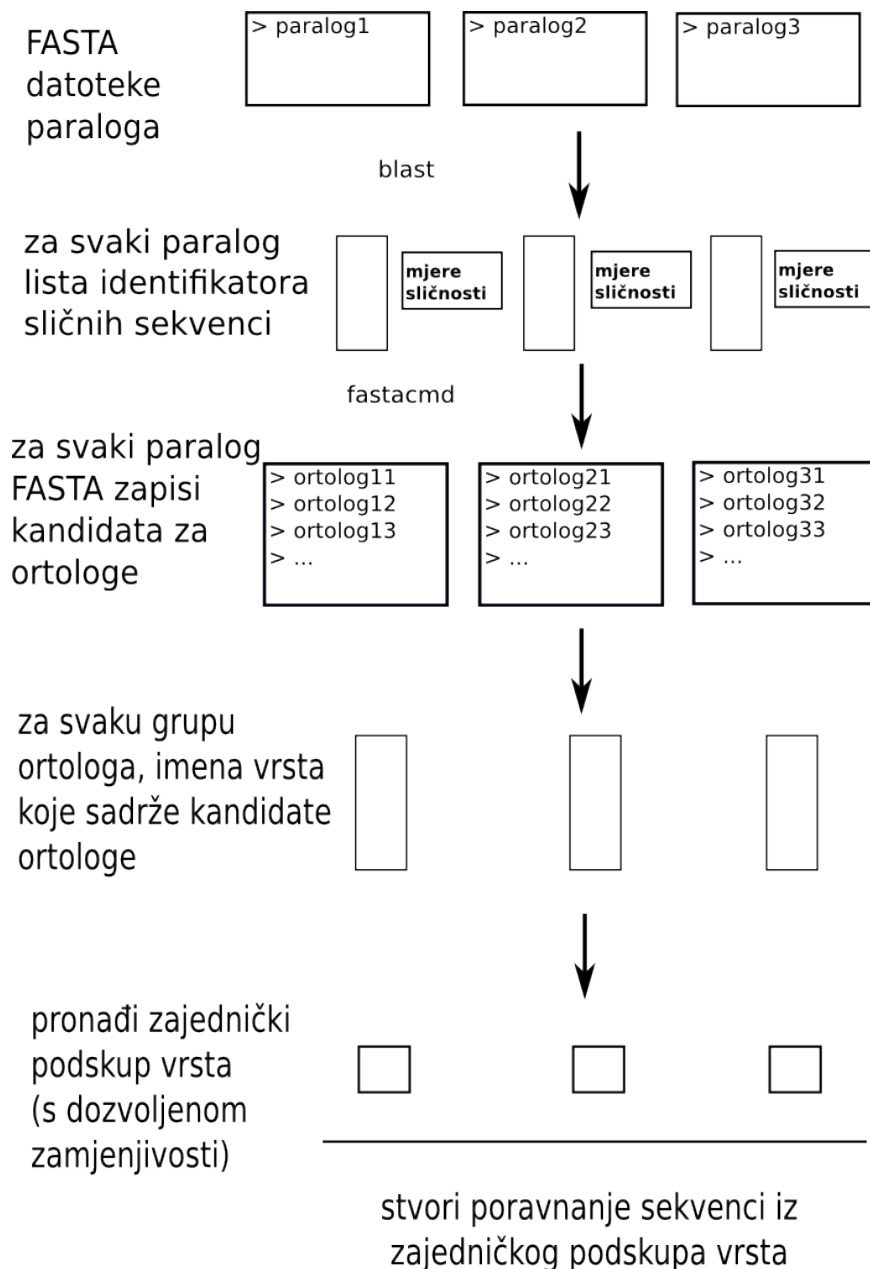 FASTA
datoteke
paraloga
> paralog1
> paralog2
> paralog3
blast
za svaki paralog
lista identifikatora
sličnih sekvenci
mjere
sličnosti
mjere
sličnosti
mjere
sličnosti
fastacmd
za svaki paralog
FASTA zapisi
kandidata za
ortologe
> ortolog11
> ortolog12
> ortolog13
> ...
> ortolog21
> ortolog22
> ortolog23
> ...
> ortolog31
> ortolog32
> ortolog33
> ...
za svaku grupu
ortologa, imena vrsta
koje sadrže kandidate
ortologe
pronađi zajednički
podskup vrsta
(s dozvoljenom
zamjenjivosti)
stvori poravnanje sekvenci iz
zajedničkog podskupa vrsta